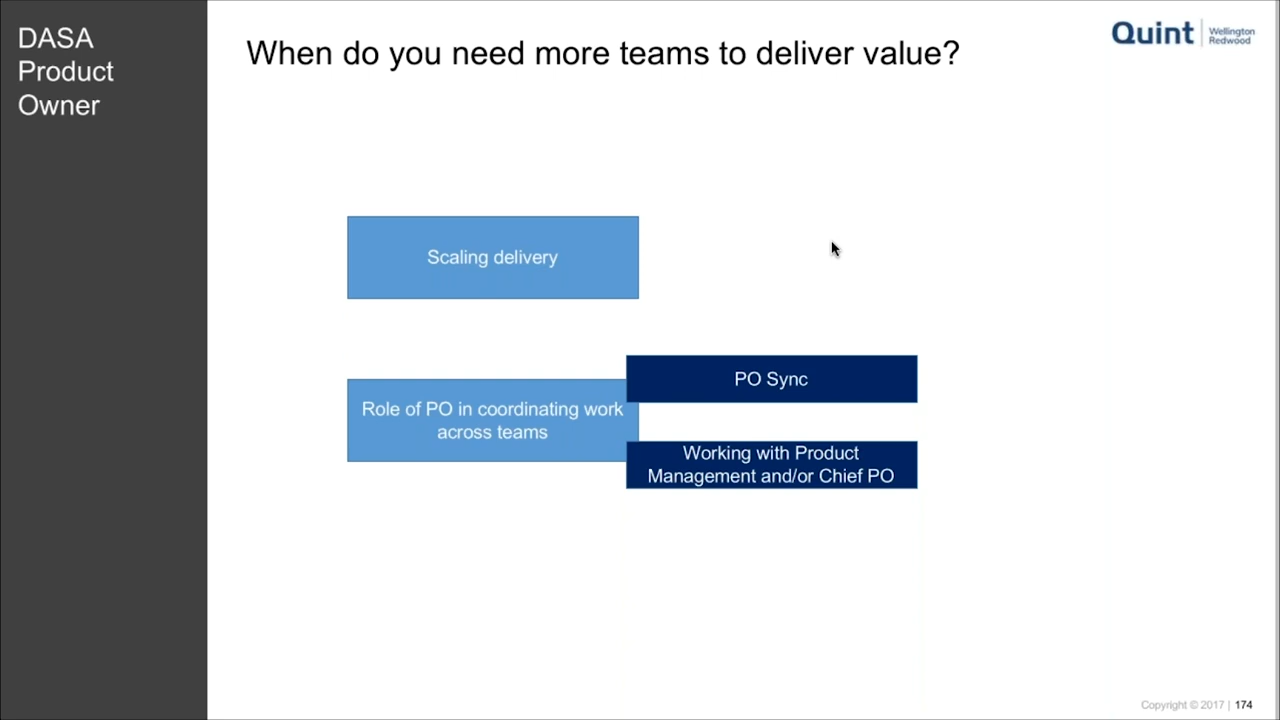 DASA
Product
Owner
When do you need more teams to deliver value?
Quint
Wellington
Redwood
Scaling delivery
Role of PO in coordinating work
across teams
PO Sync
Working with Product
Management and/or Chief PO
Copyright © 2017 | 174